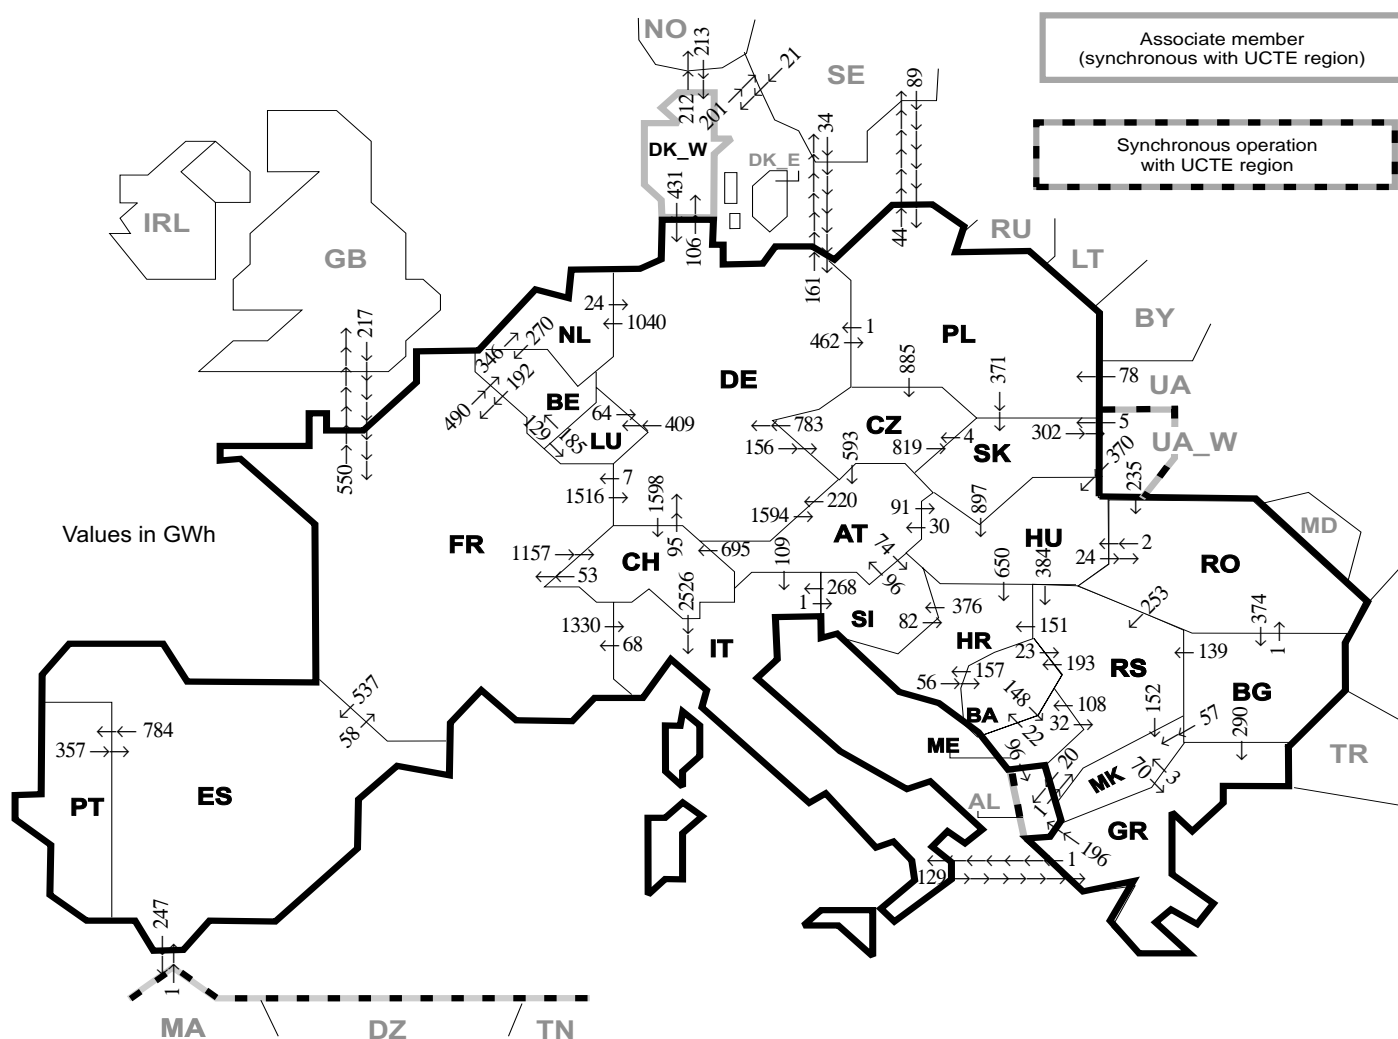 NO
213
212
201
21
SE
89
34
44
161
Associate member
(synchronous with UCTE region)
Synchronous operation
with UCTE region
DK_W
DK_E
431
106
IRL
GB
RU
LT
BY
UA
UA_W
MD
TR
217
550
346
270
NL
24
1040
490
192
BE
129
185
LU
64
409
DE
1
462
PL
885
371
78
5
302
370
235
783
156
CZ
593
819
4
SK
897
7
1516
1598
95
695
1594
220
91
30
AT
74
96
HU
24
2
RO
Values in GWh
FR
1157
53
CH
2526
109
268
1
SI
82
376
650
384
253
374
1
1330
68
IT
HR
151
23
193
RS
139
BG
157
56
BA
148
22
108
32
152
57
290
ME
96
20
1
MK
70
3
AL
GR
196
1
129
537
58
784
357
PT
ES
247
1
MA
DZ
TN